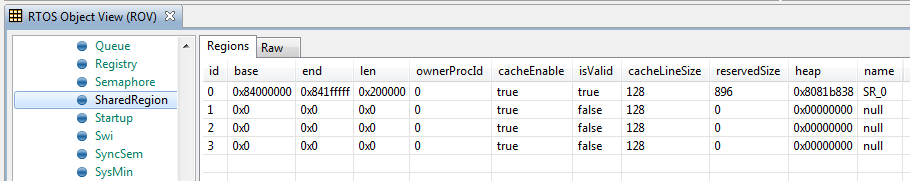 RTOS Object View (ROV)
Queue
Registry
Semaphore
SharedRegion
Startup
Swi
SyncSem
SysMin
Regions Raw
id base end len ownerProcId cacheEnable isValid cacheLineSize reservedSize heap name
0 0x84000000 0x841fffff 0x200000 0 true true 128 896 0x8081b838 SR_0
1 0x0 0x0 0x0 0 true false 128 0 0x00000000 null
2 0x0 0x0 0x0 0 true false 128 0 0x00000000 null
3 0x0 0x0 0x0 0 true false 128 0 0x00000000 null